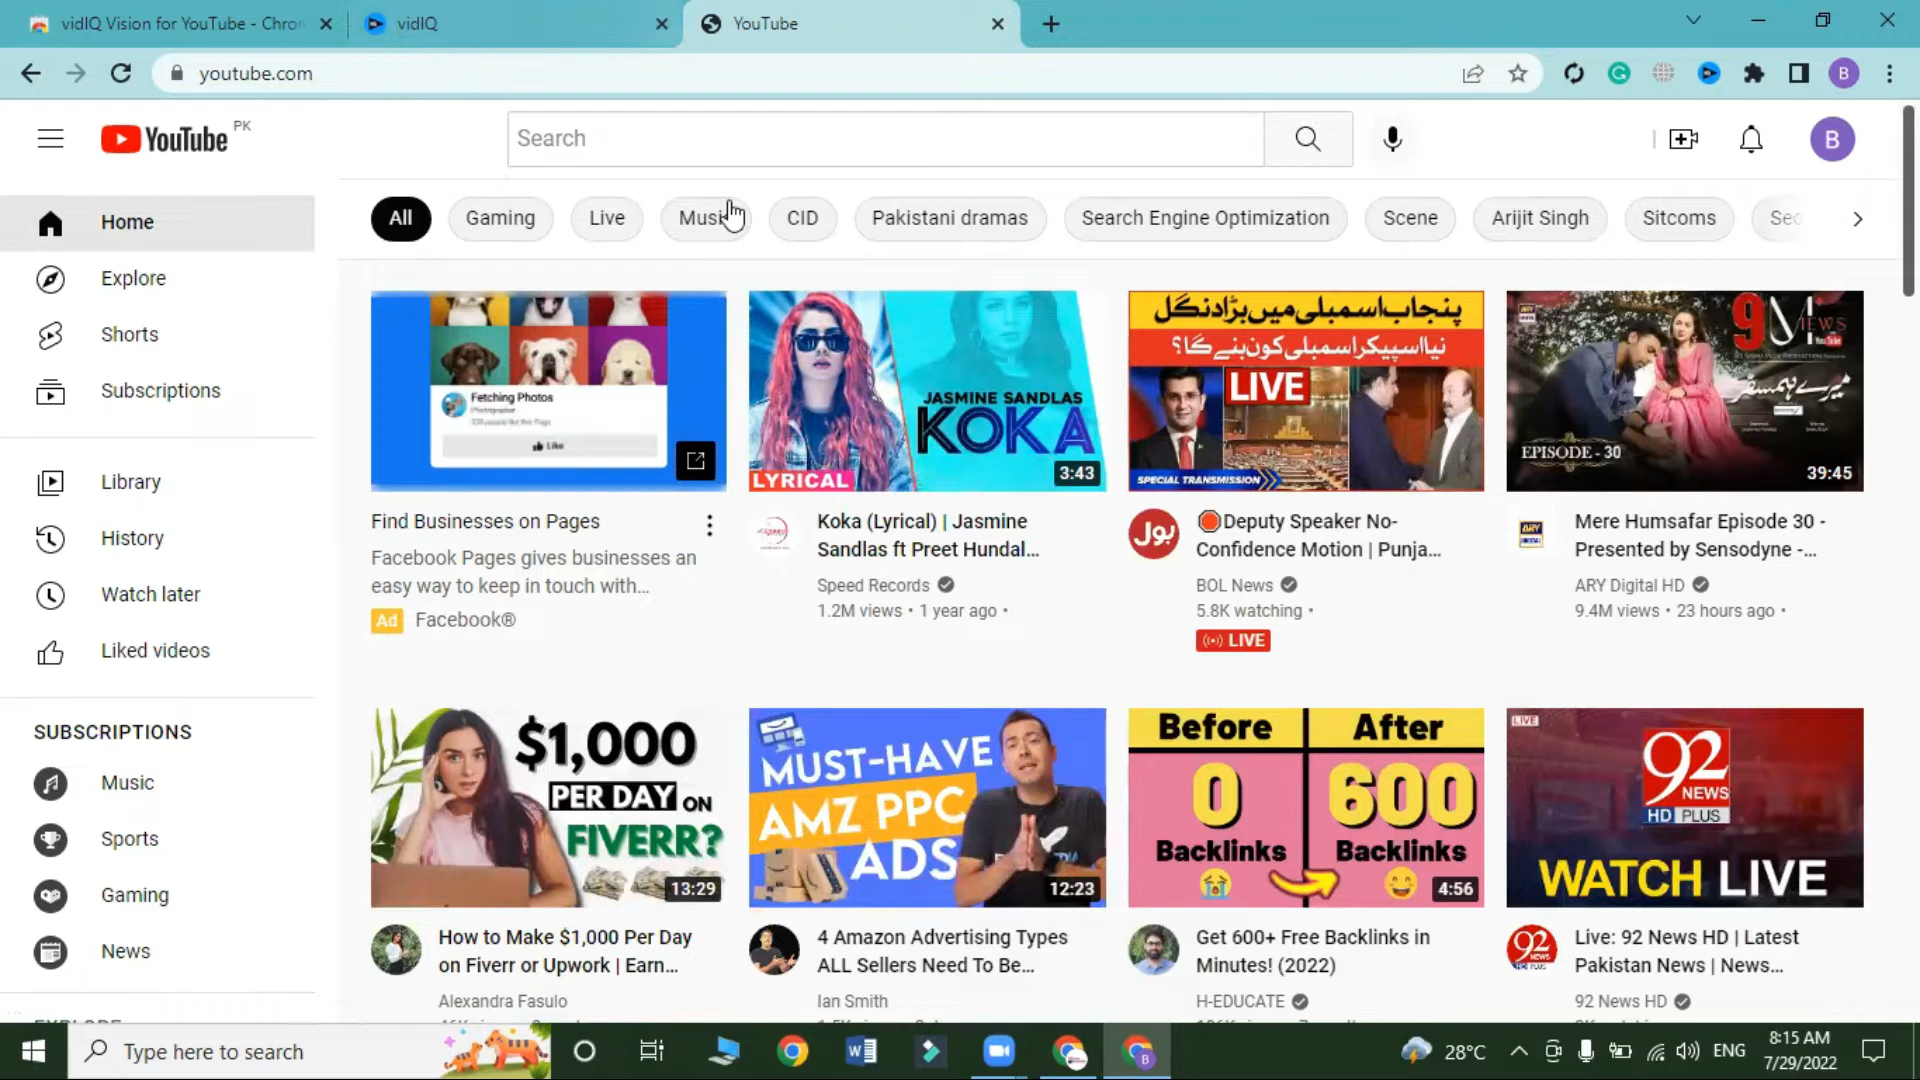 vidIQ Vision for YouTube - Chron
vidIQ
YouTube
youtube.com
B
YouTube PK
Search
B
All
Gaming
Live
Music
CID
Pakistani dramas
Search Engine Optimization
Scene
Arijit Singh
Sitcoms
Sec
Home
Explore
Shorts
Subscriptions
Library
History
Watch later
Liked videos
SUBSCRIPTIONS
Music
Sports
Gaming
News
Fetching Photos
Like
Find Businesses on Pages
Facebook Pages gives businesses an
easy way to keep in touch with...
Ad Facebook®
JASMINE SANDLAS
KOKA
LYRICAL
3:43
Koka (Lyrical) | Jasmine
Sandlas ft Preet Hundal...
Speed Records
1.2M views • 1 year ago •
پنجاب اسمبلی میں بڑا دنگل
نیا اسپیکر اسمبلی کون بنے گا؟
LIVE
SPECIAL TRANSMISSION
بول
Deputy Speaker No-
Confidence Motion | Punja...
BOL News
5.8K watching •
LIVE
9M VIEWS
YouTube
میرے ہمسفر
EPISODE - 30
39:45
Mere Humsafar Episode 30 -
Presented by Sensodyne -...
ARY Digital HD
9.4M views • 23 hours ago •
$1,000
PER DAY ON
FIVERR?
13:29
How to Make $1,000 Per Day
on Fiverr or Upwork | Earn...
Alexandra Fasulo
MUST-HAVE
AMZ PPC
ADS
12:23
4 Amazon Advertising Types
ALL Sellers Need To Be...
Ian Smith
Before After
0 600
Backlinks Backlinks
4:56
Get 600+ Free Backlinks in
Minutes! (2022)
H-EDUCATE
LIVE
92
NEWS
HD PLUS
WATCH LIVE
92
Live: 92 News HD | Latest
Pakistan News | News...
92 News HD
Type here to search
B
28°C
ENG
8:15 AM
7/29/2022